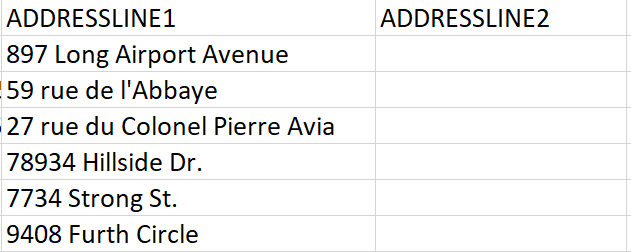 ADDRESSLINE1 ADDRESSLINE2
897 Long Airport Avenue
59 rue de l'Abbaye
27 rue du Colonel Pierre Avia
78934 Hillside Dr.
7734 Strong St.
9408 Furth Circle